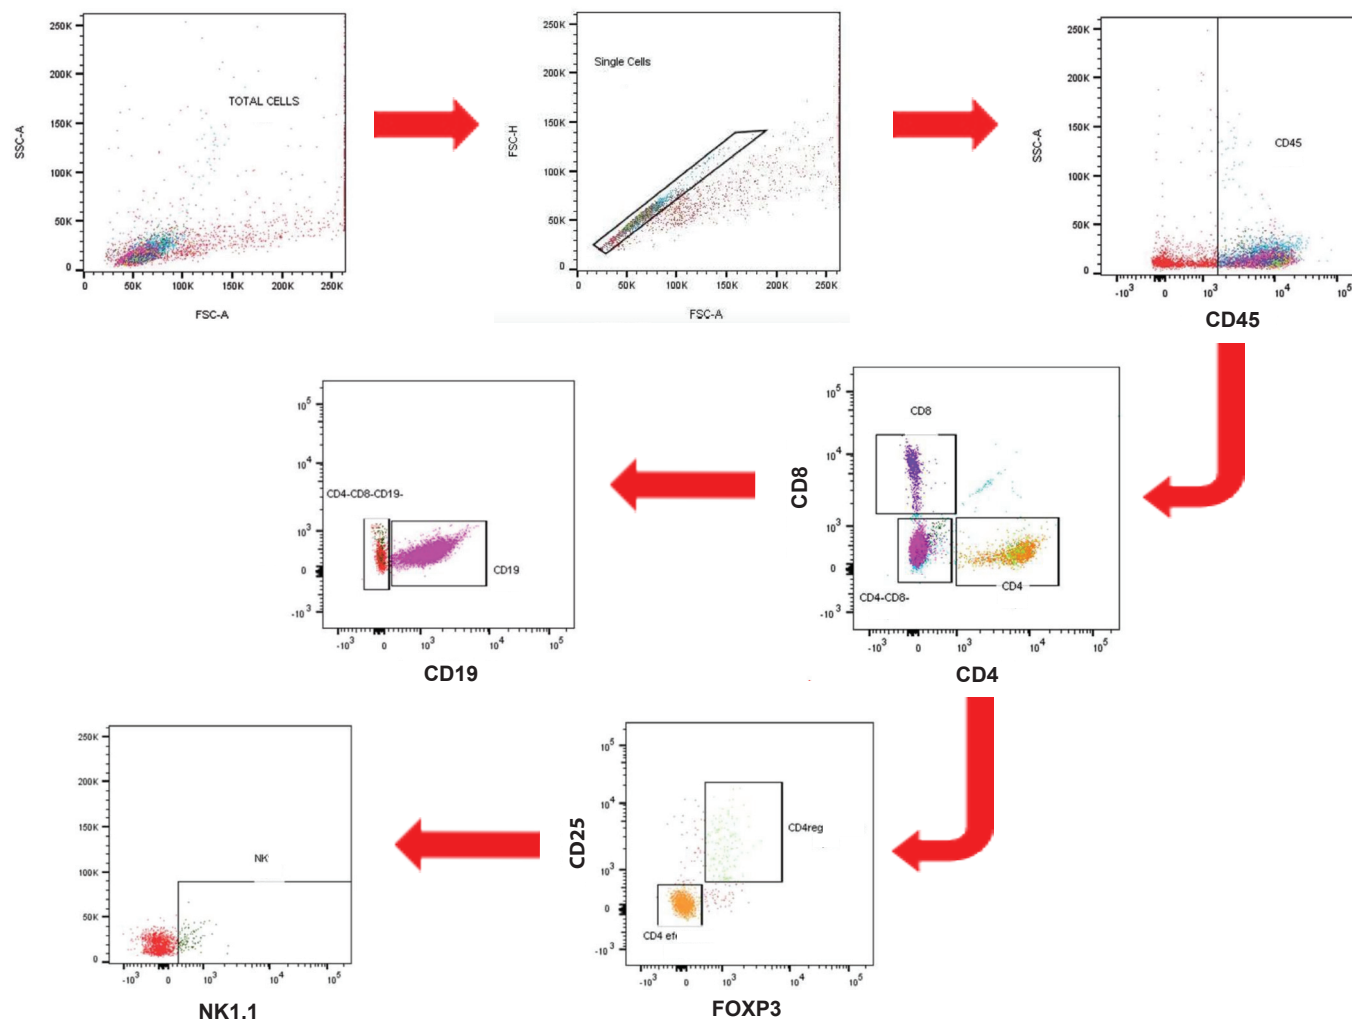 250K
200K
150K
100K
50K
0
SSC-A
TOTAL CELLS
0 50K 100K 150K 200K 250K
FSC-A
250K
200K
150K
100K
50K
0
FSC-H
Single Cells
0 50K 100K 150K 200K 250K
FSC-A
250K
200K
150K
100K
50K
0
SSC-A
CD45
-10³ 0 10³ 10⁴ 10⁵
CD45
10⁵
10⁴
10³
0
-10³
CD4-CD8-CD19-
CD19
-10³ 0 10³ 10⁴ 10⁵
CD19
10⁵
10⁴
10³
0
-10³
CD8
CD8
CD4-CD8-
CD4
-10³ 0 10³ 10⁴ 10⁵
CD4
250K
200K
150K
100K
50K
0
NK
-10³ 0 10³ 10⁴ 10⁵
NK1.1
10⁵
10⁴
10³
0
-10³
CD25
CD4reg
CD4
-10³ 0 10³ 10⁴ 10⁵
FOXP3